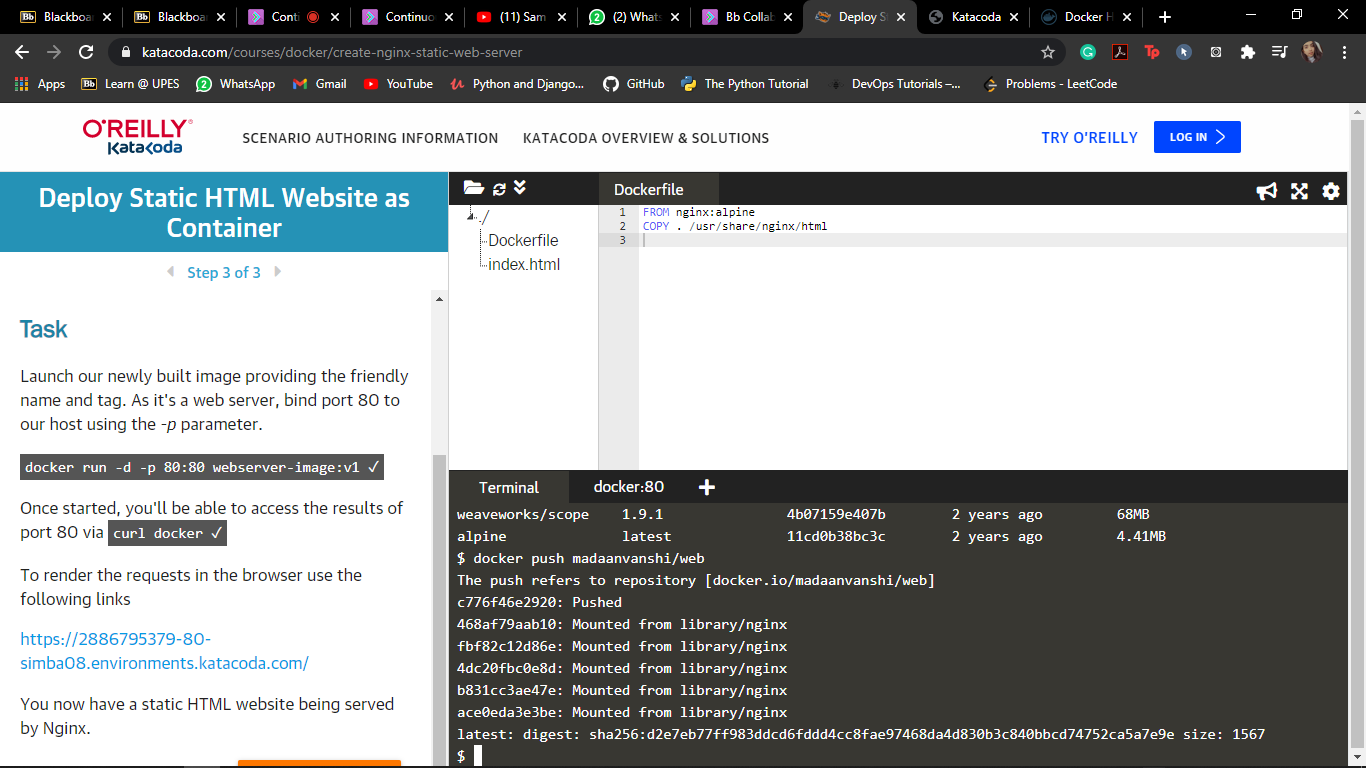 Blackboa
Blackboa
Conti
Continuo
(11) Sam
(2) Whats
Bb Collab
Deploy S
Katacoda
Docker H
katacoda.com/courses/docker/create-nginx-static-web-server
Apps
Learn @ UPES
WhatsApp
Gmail
YouTube
Python and Django...
GitHub
The Python Tutorial
DevOps Tutorials –...
Problems - LeetCode
O'REILLY
KataKoda
SCENARIO AUTHORING INFORMATION
KATACODA OVERVIEW & SOLUTIONS
TRY O'REILLY
LOG IN
Deploy Static HTML Website as
Container
Step 3 of 3
Task
Launch our newly built image providing the friendly
name and tag. As it's a web server, bind port 80 to
our host using the -p parameter.
docker run -d -p 80:80 webserver-image:v1 ✓
Once started, you'll be able to access the results of
port 80 via curl docker ✓
To render the requests in the browser use the
following links
https://2886795379-80-
simba08.environments.katacoda.com/
You now have a static HTML website being served
by Nginx.
./
Dockerfile
index.html
Dockerfile
1 FROM nginx:alpine
2 COPY . /usr/share/nginx/html
3
Terminal
docker:80
weaveworks/scope 1.9.1 4b07159e407b 2 years ago 68MB
alpine latest 11cd0b38bc3c 2 years ago 4.41MB
$ docker push madaanvanshi/web
The push refers to repository [docker.io/madaanvanshi/web]
c776f46e2920: Pushed
468af79aab10: Mounted from library/nginx
fbf82c12d86e: Mounted from library/nginx
4dc20fbc0e8d: Mounted from library/nginx
b831cc3ae47e: Mounted from library/nginx
ace0eda3e3be: Mounted from library/nginx
latest: digest: sha256:d2e7eb77ff983ddcd6fddd4cc8fae97468da4d830b3c840bbcd74752ca5a7e9e size: 1567
$